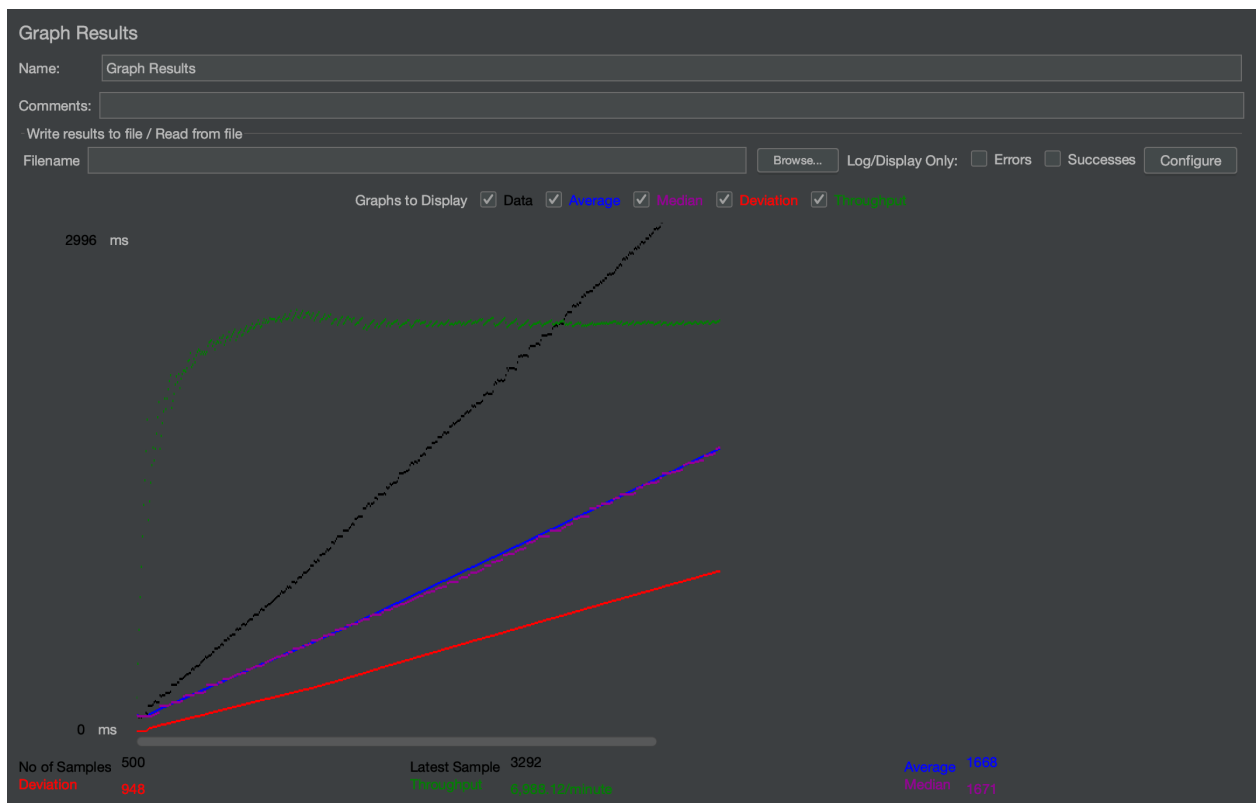 Graph Results
Name: Graph Results
Comments:
Write results to file / Read from file
Filename Browse... Log/Display Only: Errors Successes Configure
Graphs to Display Data Average Median Deviation Throughput
2996 ms
0 ms
No of Samples 500 Latest Sample 3292 Average 1668
Deviation 948 Throughput 6,988.12/minute Median 1671